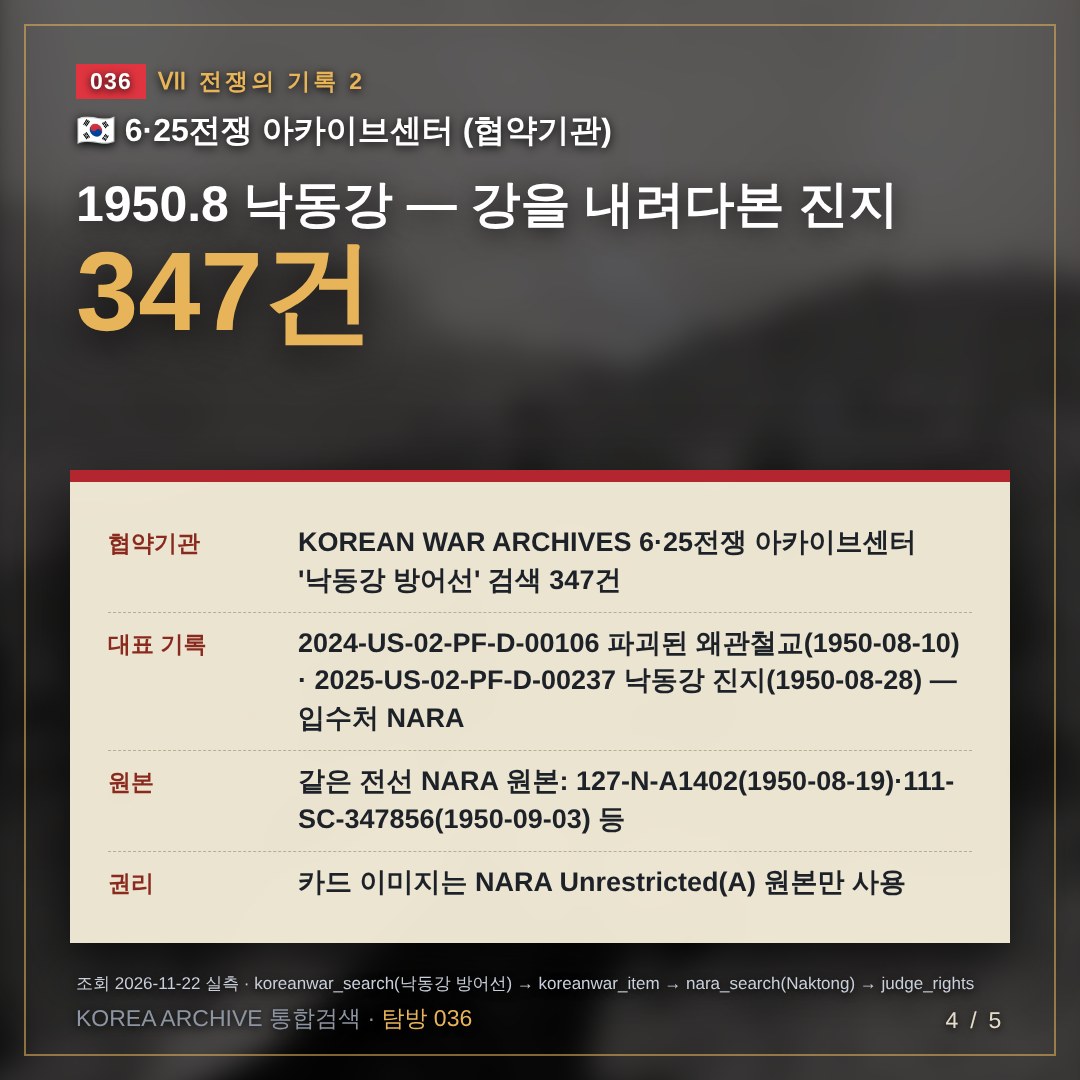 036 Ⅶ 전쟁의 기록 2
🇰🇷 6·25전쟁 아카이브센터 (협약기관)
1950.8 낙동강 — 강을 내려다본 진지
347건
협약기관 KOREAN WAR ARCHIVES 6·25전쟁 아카이브센터
'낙동강 방어선' 검색 347건
대표 기록 2024-US-02-PF-D-00106 파괴된 왜관철교(1950-08-10)
· 2025-US-02-PF-D-00237 낙동강 진지(1950-08-28) —
입수처 NARA
원본 같은 전선 NARA 원본: 127-N-A1402(1950-08-19)·111-
SC-347856(1950-09-03) 등
권리 카드 이미지는 NARA Unrestricted(A) 원본만 사용
조회 2026-11-22 실측 · koreanwar_search(낙동강 방어선) → koreanwar_item → nara_search(Naktong) → judge_rights
KOREA ARCHIVE 통합검색 · 탐방 036
4 / 5